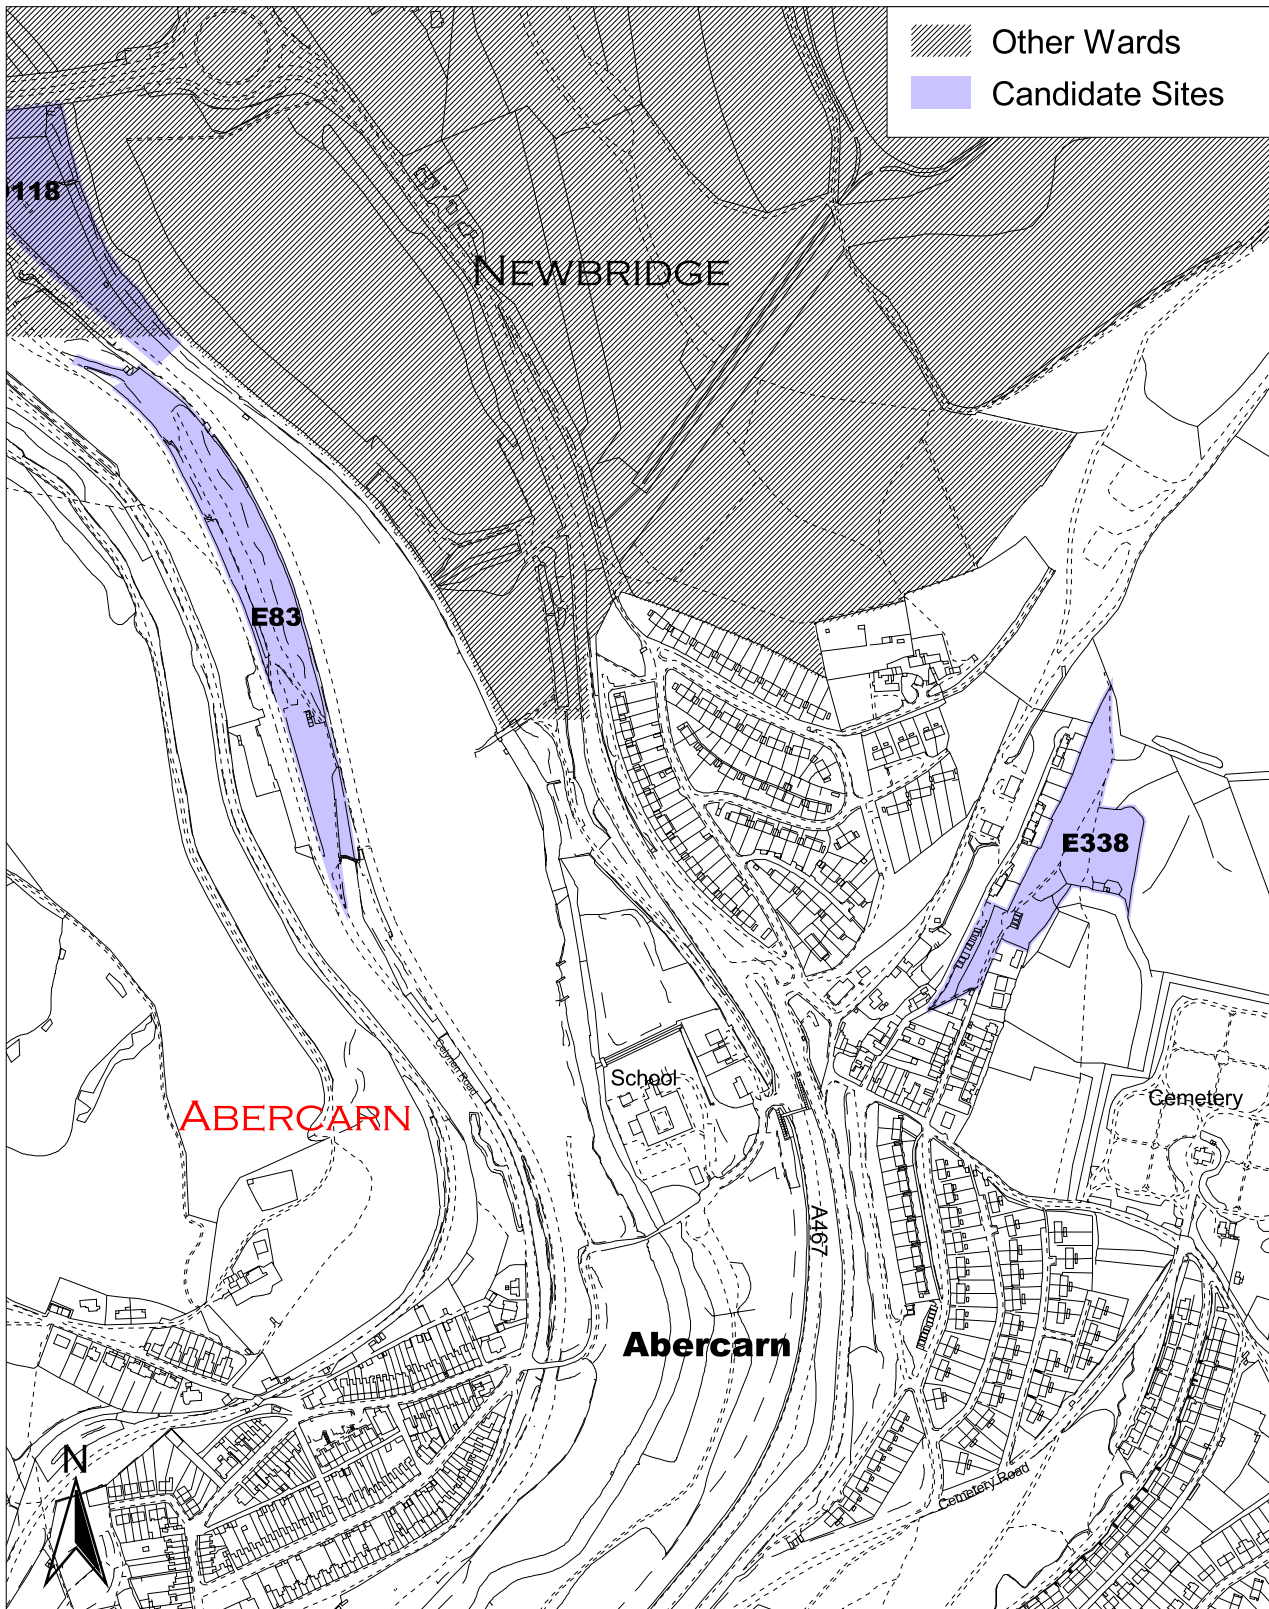 Other Wards
Candidate Sites
118
NEWBRIDGE
E83
E338
School
Cemetery
ABERCARN
A467
Abercarn
N
Cemetery Road